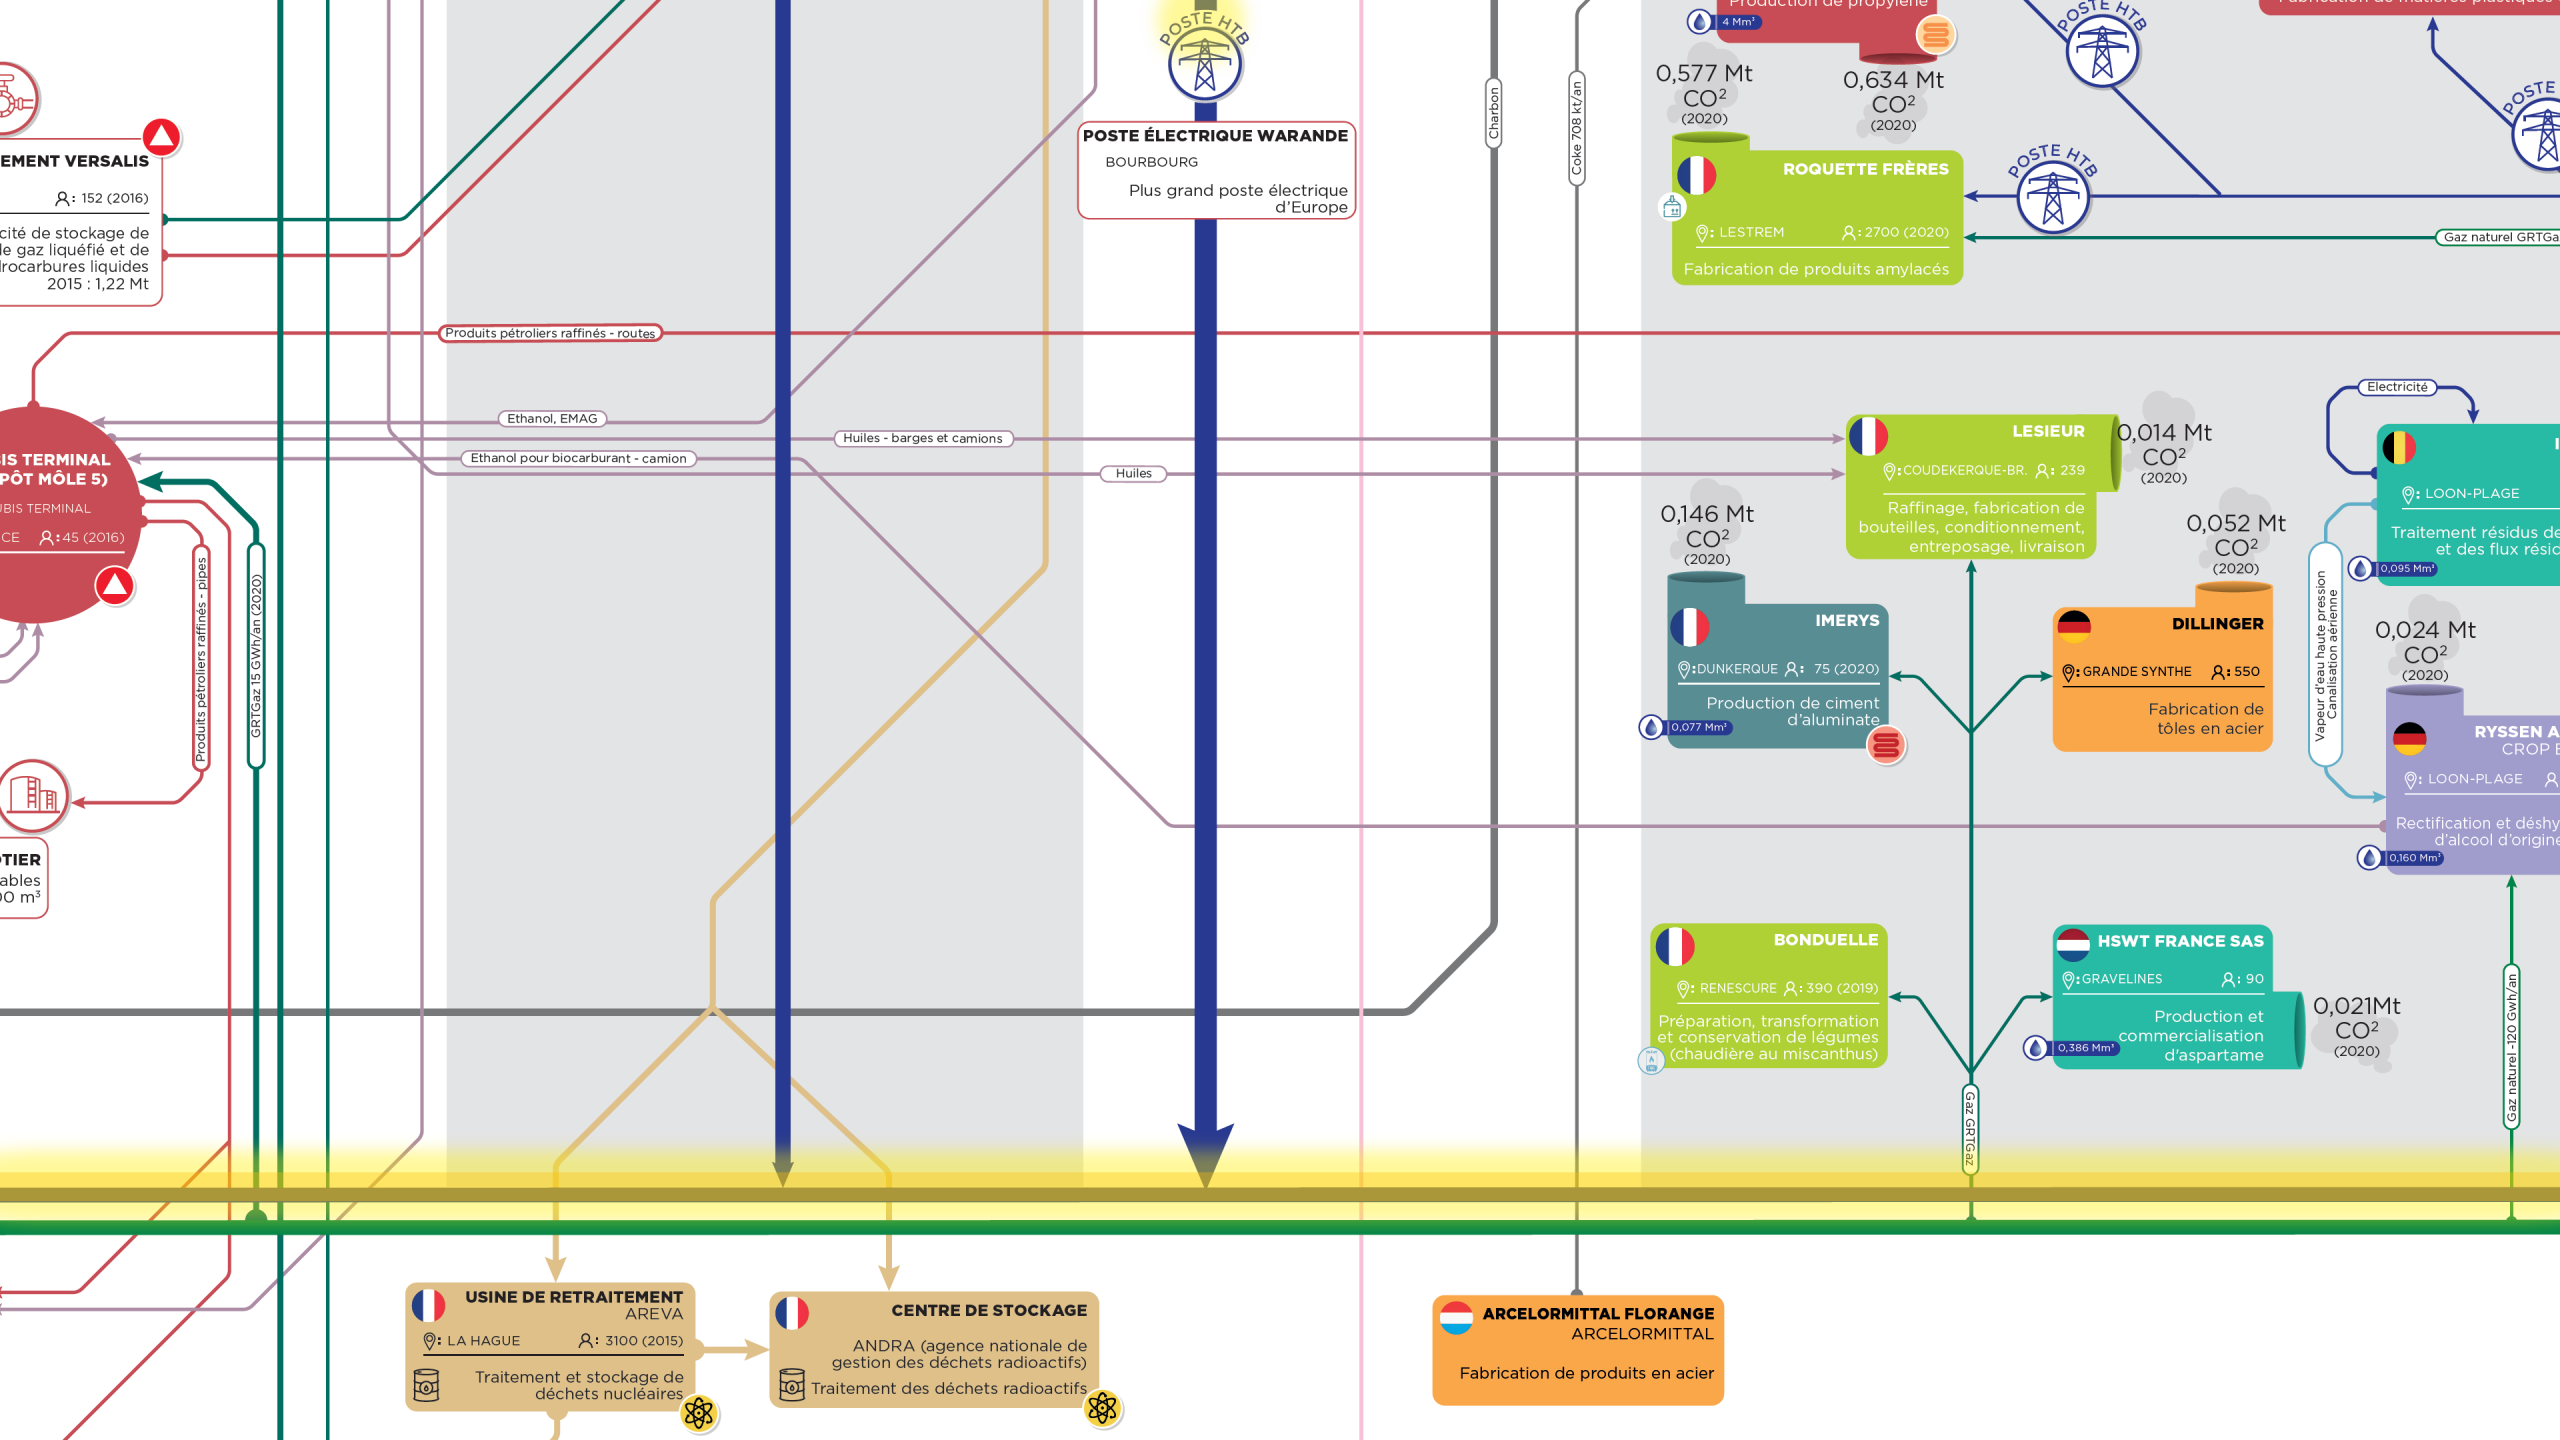 Production de propylène
4 Mm³
0,577 Mt
CO²
(2020)
0,634 Mt
CO²
(2020)
POSTE HTB
POSTE HTB
POSTE HTB
POSTE
POSTE ÉLECTRIQUE WARANDE
BOURBOURG
Plus grand poste électrique
d'Europe
Charbon
Coke 708 kt/an
ROQUETTE FRÈRES
: LESTREM : 2700 (2020)
Fabrication de produits amylacés
Gaz naturel GRTGa
EMENT VERSALIS
: 152 (2016)
cité de stockage de
de gaz liquéfié et de
drocarbures liquides
2015 : 1,22 Mt
Produits pétroliers raffinés - routes
Ethanol, EMAG
Huiles - barges et camions
Ethanol pour biocarburant - camion
Huiles
IS TERMINAL
PÔT MÔLE 5)
UBIS TERMINAL
CE : 45 (2016)
Produits pétroliers raffinés - pipes
GRTGaz 15 GWh/an (2020)
OTIER
ables
00 m³
LESIEUR
: COUDEKERQUE-BR. : 239
Raffinage, fabrication de
bouteilles, conditionnement,
entreposage, livraison
0,014 Mt
CO²
(2020)
Electricité
: LOON-PLAGE
Traitement résidus de
et des flux résid
0,095 Mm³
Vapeur d'eau haute pression
Canalisation aérienne
0,146 Mt
CO²
(2020)
IMERYS
: DUNKERQUE : 75 (2020)
Production de ciment
d'aluminate
0,077 Mm³
0,052 Mt
CO²
(2020)
DILLINGER
: GRANDE SYNTHE : 550
Fabrication de
tôles en acier
0,024 Mt
CO²
(2020)
RYSSEN A
CROP E
: LOON-PLAGE
Rectification et déshy
d'alcool d'origine
0,160 Mm³
BONDUELLE
: RENESCURE : 390 (2019)
Préparation, transformation
et conservation de légumes
(chaudière au miscanthus)
HSWT FRANCE SAS
: GRAVELINES : 90
Production et
commercialisation
d'aspartame
0,386 Mm³
0,021Mt
CO²
(2020)
Gaz GRTGaz
Gaz naturel -120 Gwh/an
USINE DE RETRAITEMENT
AREVA
: LA HAGUE : 3100 (2015)
Traitement et stockage de
déchets nucléaires
CENTRE DE STOCKAGE
ANDRA (agence nationale de
gestion des déchets radioactifs)
Traitement des déchets radioactifs
ARCELORMITTAL FLORANGE
ARCELORMITTAL
Fabrication de produits en acier